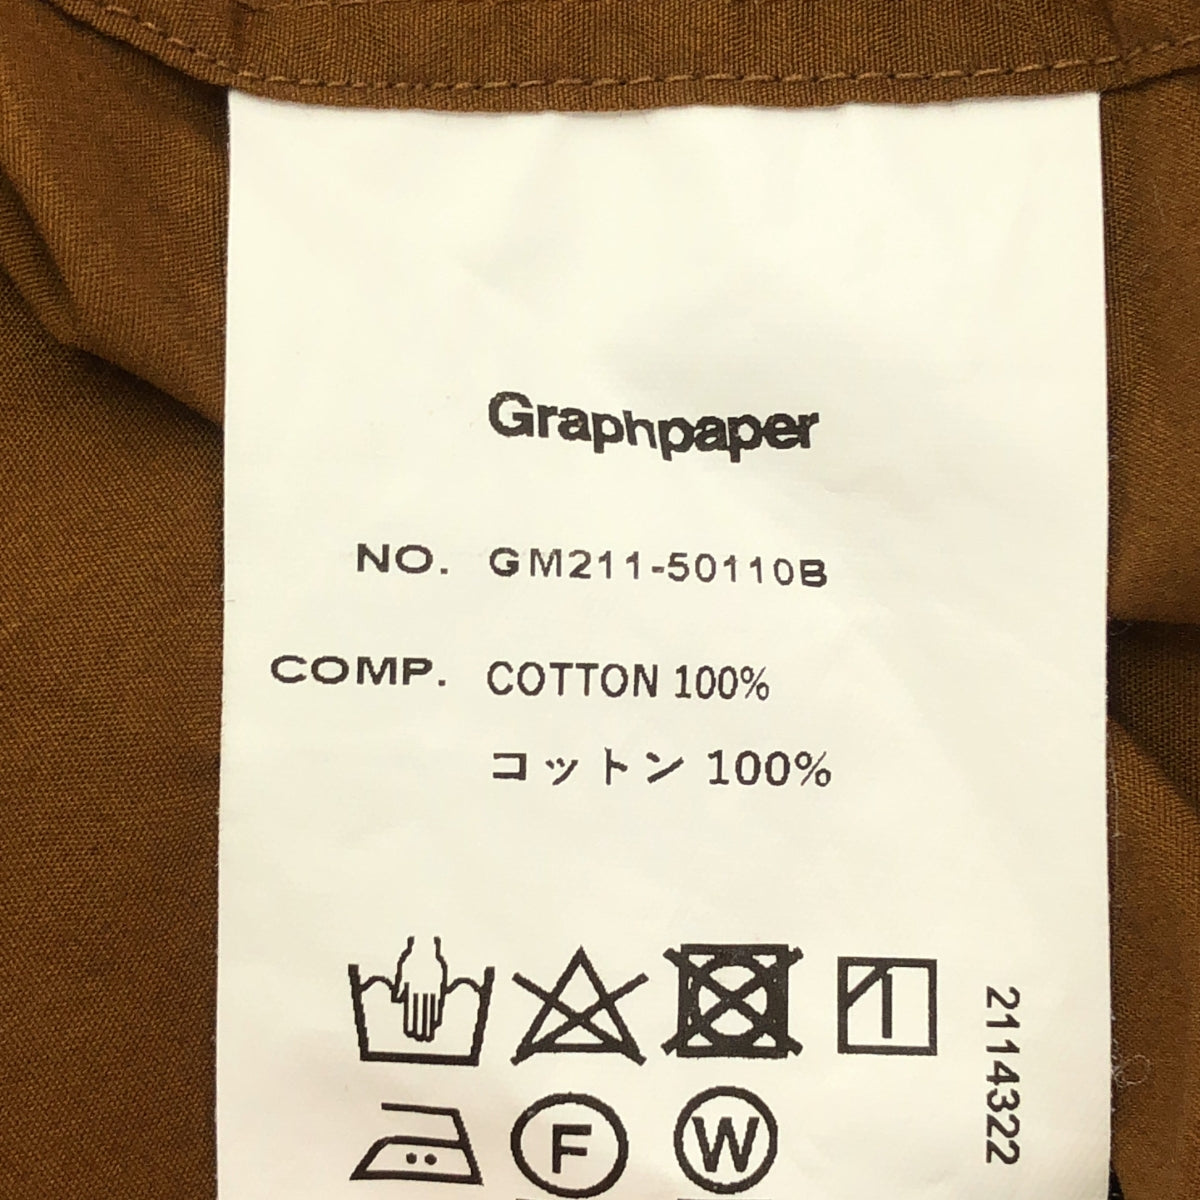 Graphpaper
NO. GM211-50110B
COMP. COTTON 100%
コットン 100%
2114322
F W